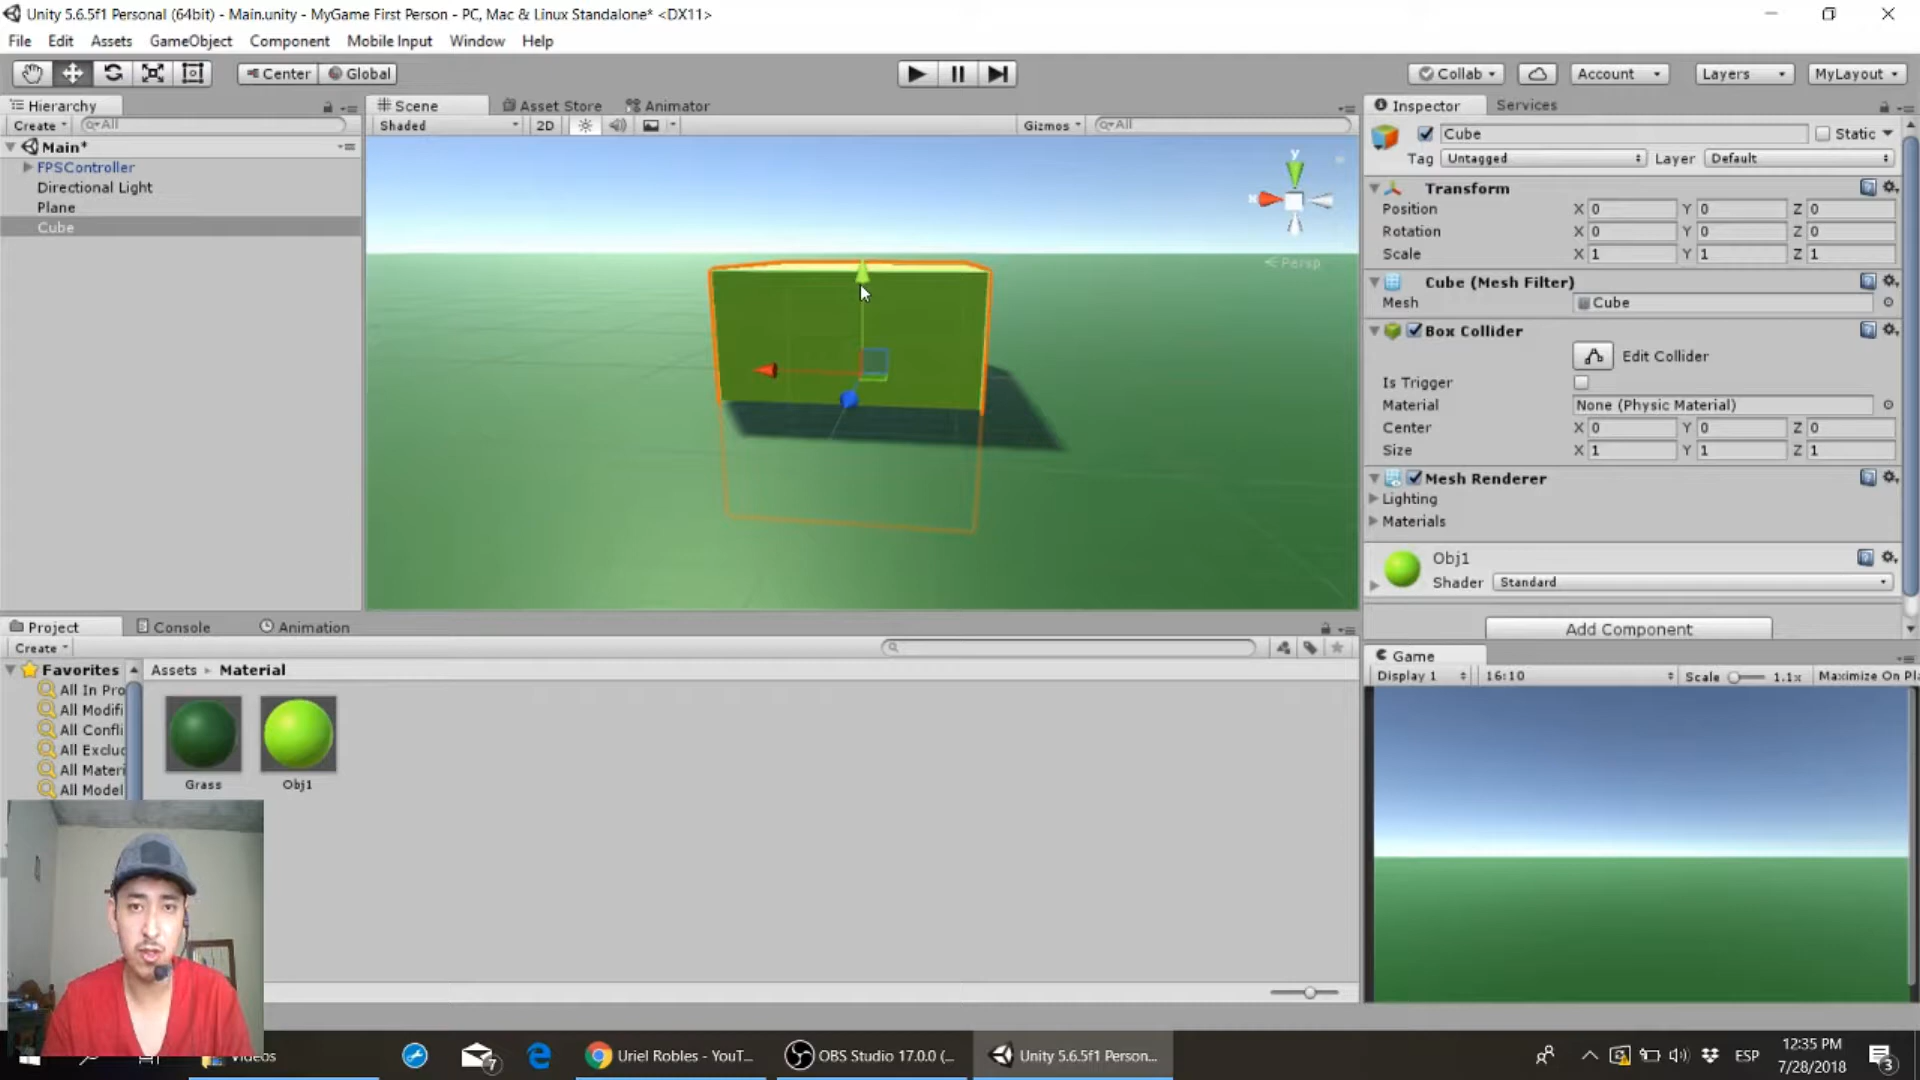 Unity 5.6.5f1 Personal (64bit) - Main.unity - MyGame First Person - PC, Mac & Linux Standalone* <DX11>
File Edit Assets GameObject Component Mobile Input Window Help
Center Global Collab Account Layers MyLayout
Hierarchy Scene Asset Store Animator Inspector Services
Create All Shaded 2D Gizmos All
Main*
FPSController
Directional Light
Plane
Cube
y
x
Persp
Cube Static
Tag Untagged Layer Default
Transform
Position X 0 Y 0 Z 0
Rotation X 0 Y 0 Z 0
Scale X 1 Y 1 Z 1
Cube (Mesh Filter)
Mesh Cube
Box Collider
Edit Collider
Is Trigger
Material None (Physic Material)
Center X 0 Y 0 Z 0
Size X 1 Y 1 Z 1
Mesh Renderer
Lighting
Materials
Obj1
Shader Standard
Add Component
Project Console Animation
Create
Favorites
All In Pro
All Modifi
All Confli
All Exclu
All Materi
All Model
Assets Material
Grass Obj1
Game
Display 1 16:10 Scale 1.1x Maximize On Pla
Videos 7 Uriel Robles - YouT... OBS Studio 17.0.0 (... Unity 5.6.5f1 Person...
ESP 12:35 PM
7/28/2018 3